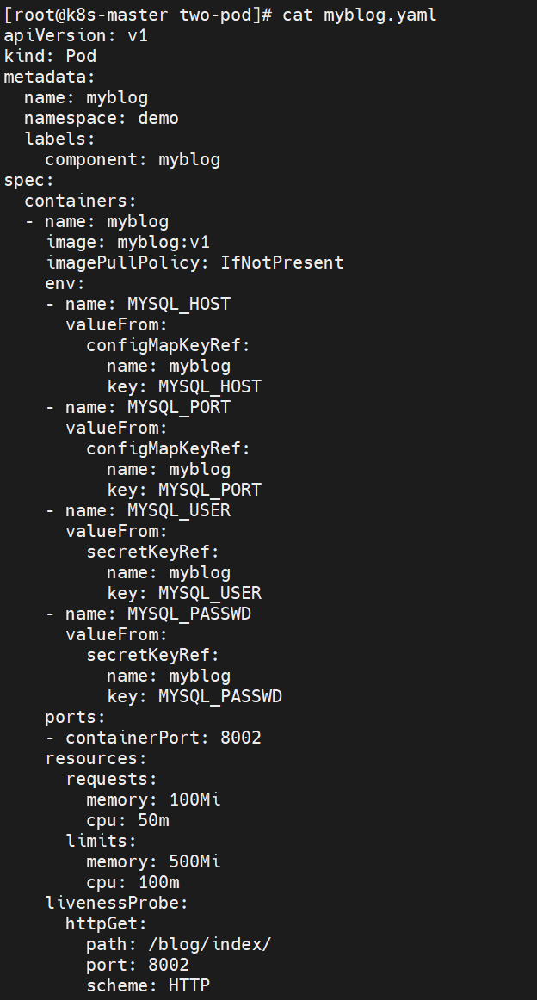 [root@k8s-master two-pod]# cat myblog.yaml
apiVersion: v1
kind: Pod
metadata:
  name: myblog
  namespace: demo
  labels:
    component: myblog
spec:
  containers:
  - name: myblog
    image: myblog:v1
    imagePullPolicy: IfNotPresent
    env:
    - name: MYSQL_HOST
      valueFrom:
        configMapKeyRef:
          name: myblog
          key: MYSQL_HOST
    - name: MYSQL_PORT
      valueFrom:
        configMapKeyRef:
          name: myblog
          key: MYSQL_PORT
    - name: MYSQL_USER
      valueFrom:
        secretKeyRef:
          name: myblog
          key: MYSQL_USER
    - name: MYSQL_PASSWD
      valueFrom:
        secretKeyRef:
          name: myblog
          key: MYSQL_PASSWD
    ports:
    - containerPort: 8002
    resources:
      requests:
        memory: 100Mi
        cpu: 50m
      limits:
        memory: 500Mi
        cpu: 100m
    livenessProbe:
      httpGet:
        path: /blog/index/
        port: 8002
        scheme: HTTP